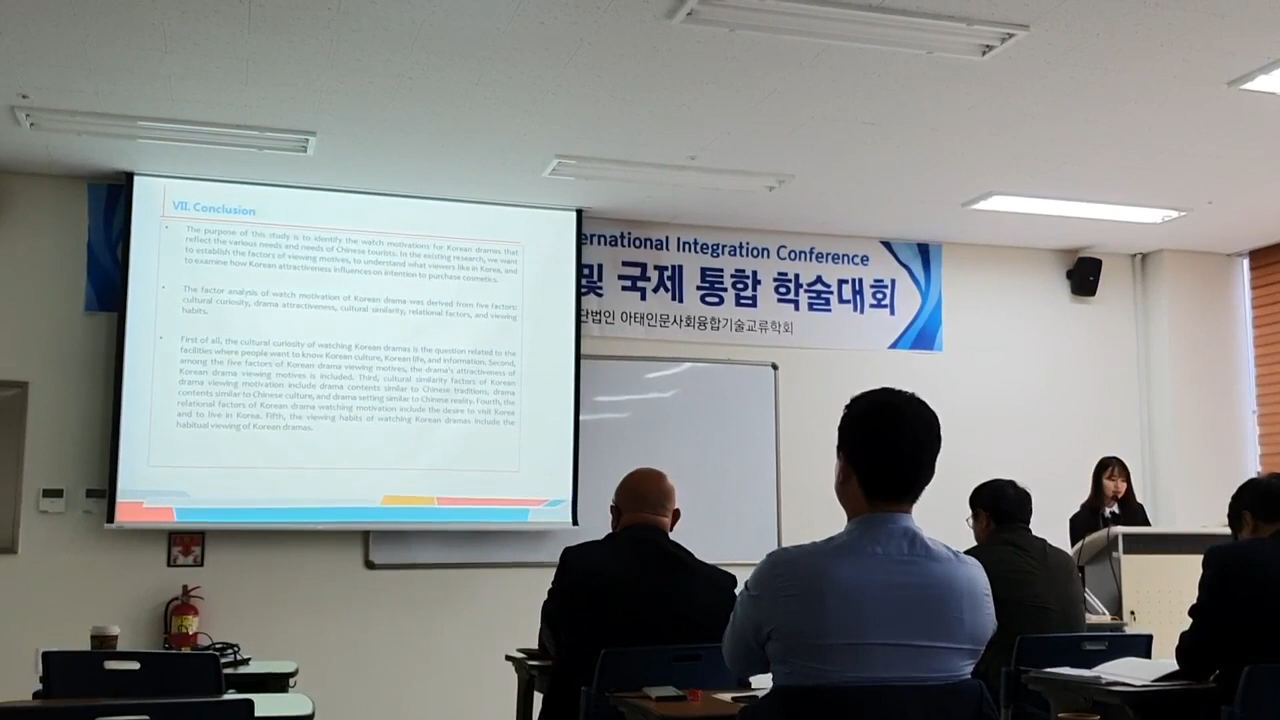 VII. Conclusion
• The purpose of this study is to identify the watch motivations for Korean dramas that
reflect the various needs and needs of Chinese tourists. In the existing research, we want
to establish the factors of viewing motives, to understand what viewers like in Korea, and
to examine how Korean attractiveness influences on intention to purchase cosmetics.
• The factor analysis of watch motivation of Korean drama was derived from five factors:
cultural curiosity, drama attractiveness, cultural similarity, relational factors, and viewing
habits.
• First of all, the cultural curiosity of watching Korean dramas is the question related to the
facilities where people want to know Korean culture, Korean life, and information. Second,
among the five factors of Korean drama viewing motives, the drama's attractiveness of
Korean drama viewing motives is included. Third, cultural similarity factors of Korean
drama viewing motivation include drama contents similar to Chinese traditions, drama
contents similar to Chinese culture, and drama setting similar to Chinese reality. Fourth, the
relational factors of Korean drama watching motivation include the desire to visit Korea
and to live in Korea. Fifth, the viewing habits of watching Korean dramas include the
habitual viewing of Korean dramas.
ernational Integration Conference
및 국제 통합 학술대회
단법인 아태인문사회융합기술교류학회